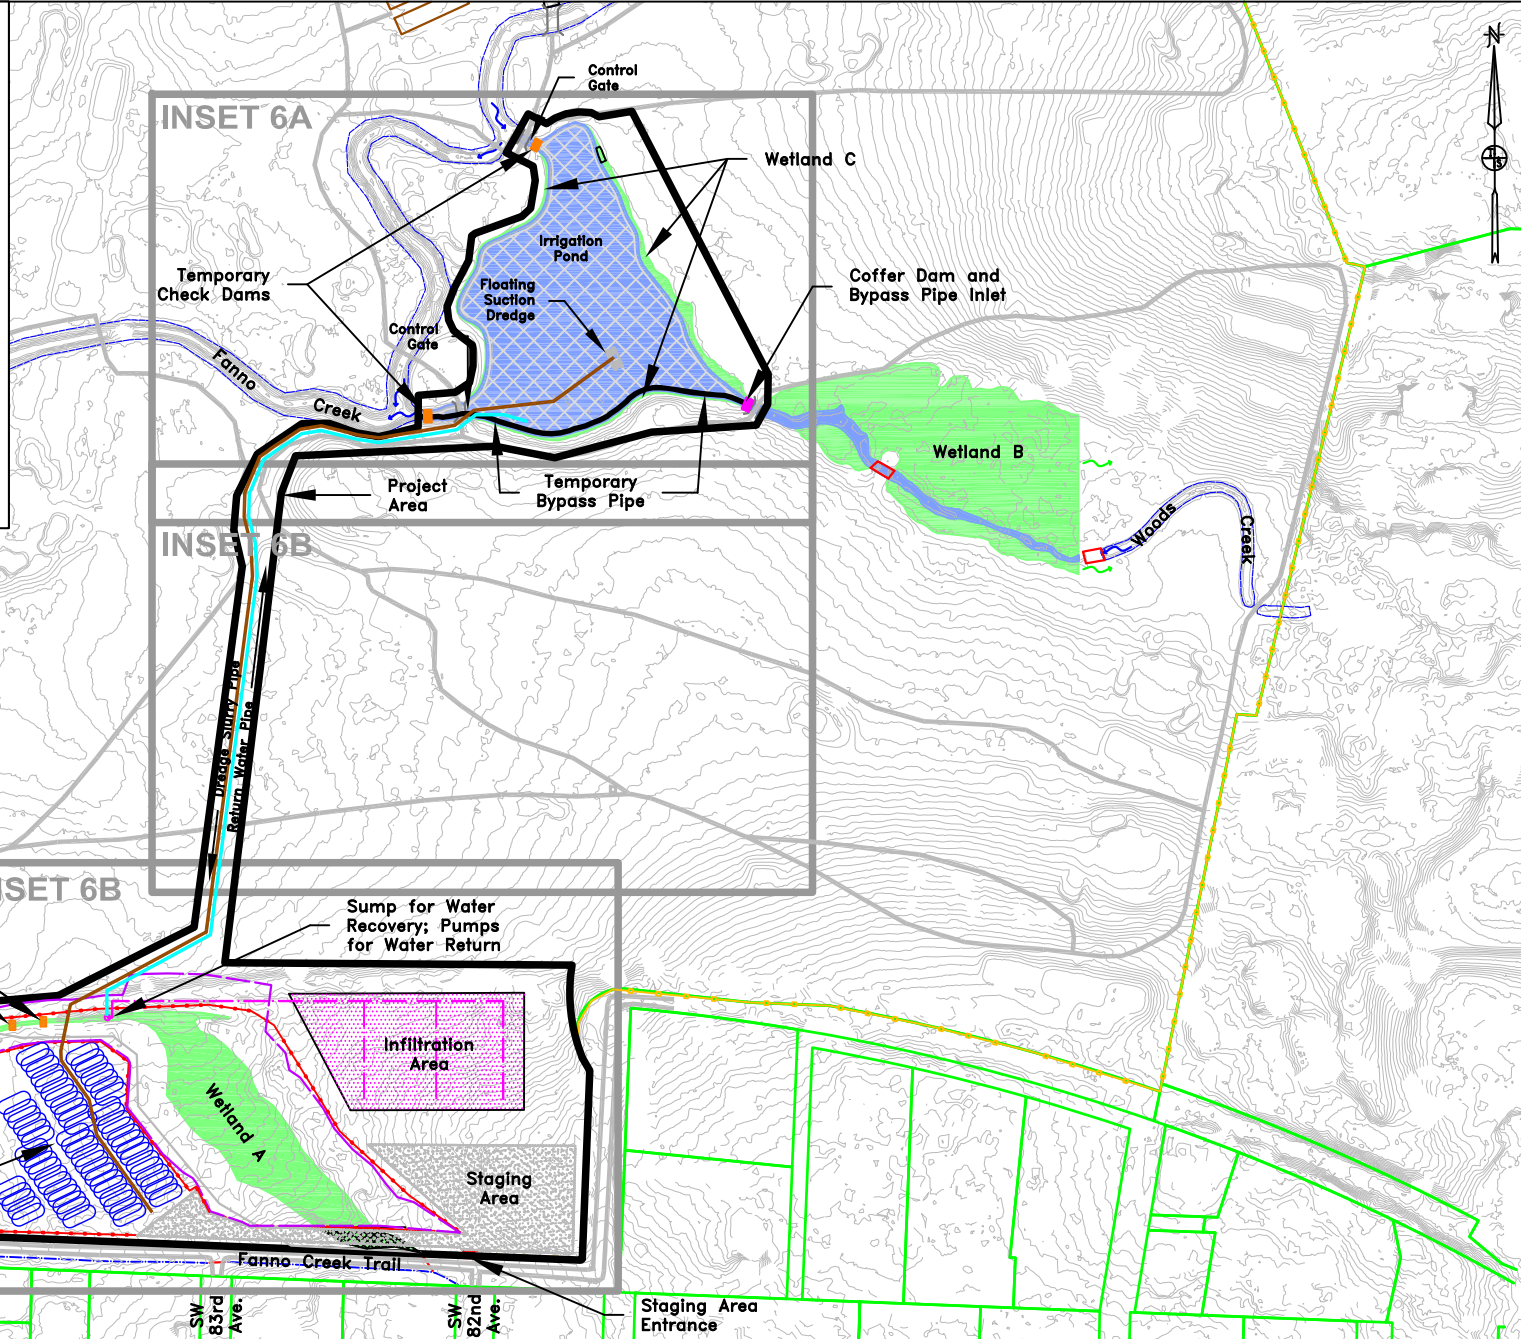 Control
Gate
INSET 6A
N
Wetland C
Irrigation
Pond
Temporary
Check Dams
Floating
Suction
Dredge
Coffer Dam and
Bypass Pipe Inlet
Control
Gate
Fanno
Creek
Wetland B
Project
Area
Temporary
Bypass Pipe
Woods
Creek
INSET 6B
Dredge Slurry Pipe
Return Water Pipe
SET 6B
Sump for Water
Recovery; Pumps
for Water Return
Infiltration
Area
Wetland A
Staging
Area
Fanno Creek Trail
SW
83rd
Ave.
SW
82nd
Ave.
Staging Area
Entrance